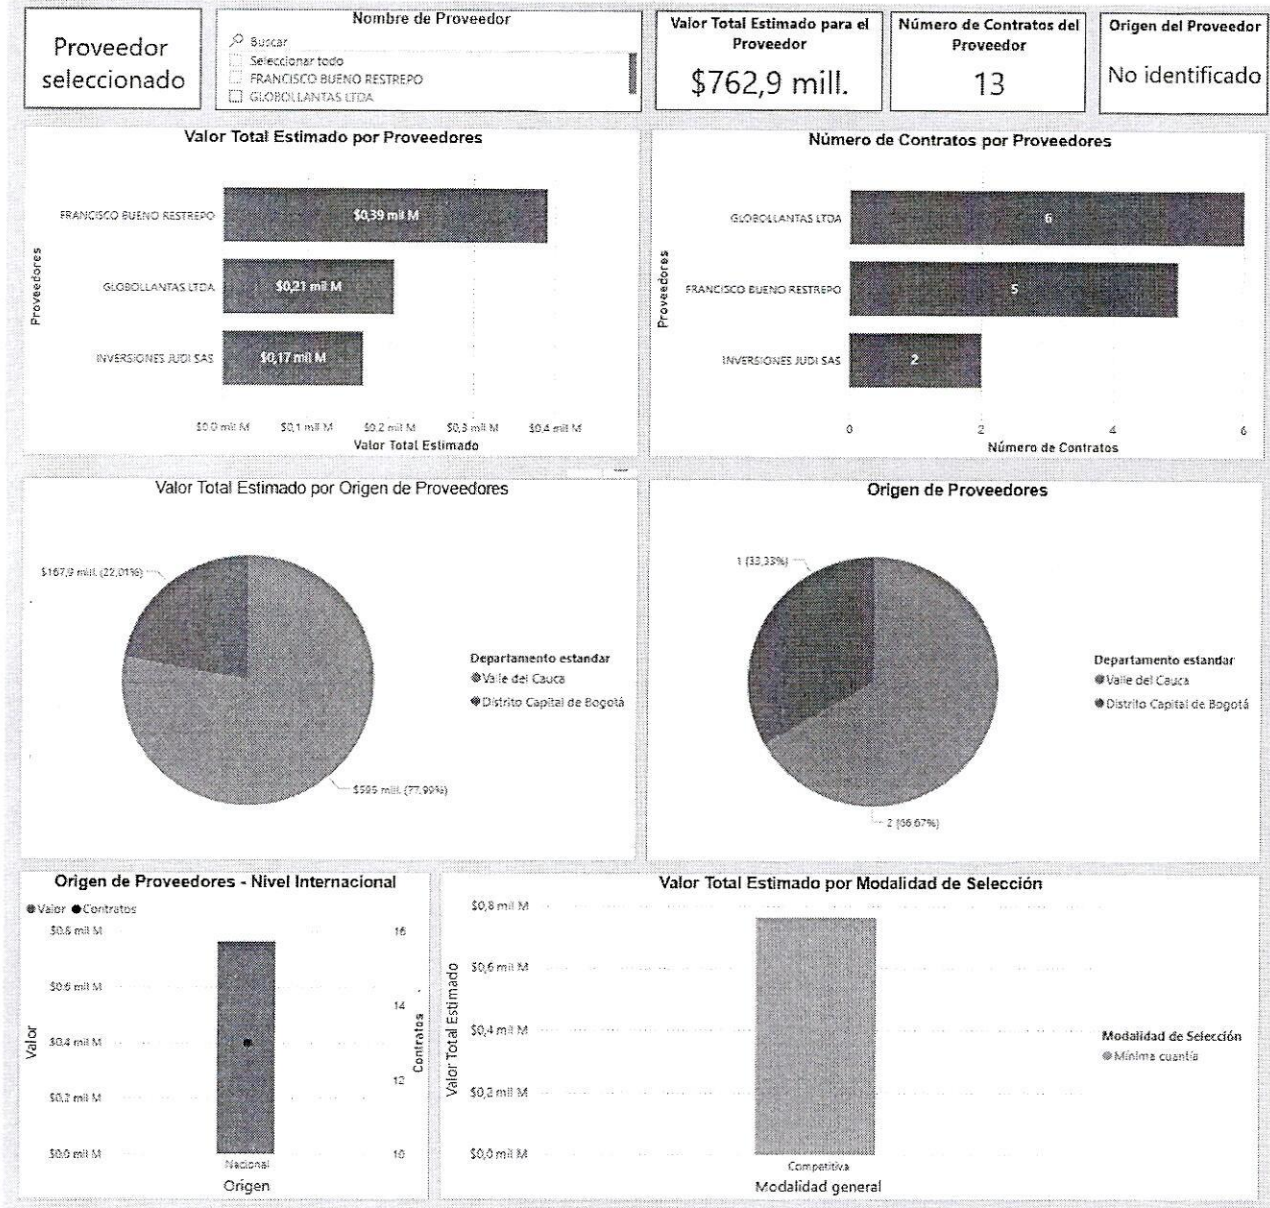 Proveedor
seleccionado
Nombre de Proveedor
Buscar
Seleccionar todo
FRANCISCO BUENO RESTREPO
GLOBOLLANTAS LTDA
Valor Total Estimado para el
Proveedor
$762,9 mill.
Número de Contratos del
Proveedor
13
Origen del Proveedor
No identificado
Valor Total Estimado por Proveedores
Proveedores
FRANCISCO BUENO RESTREPO
$0,39 mil M
GLOBOLLANTAS LTDA
$0,21 mil M
INVERSIONES JUDI SAS
$0,17 mil M
$0,0 mil M
$0,1 mil M
$0,2 mil M
$0,3 mil M
$0,4 mil M
Valor Total Estimado
Número de Contratos por Proveedores
Proveedores
GLOBOLLANTAS LTDA
6
FRANCISCO BUENO RESTREPO
5
INVERSIONES JUDI SAS
2
0
2
4
6
Número de Contratos
Valor Total Estimado por Origen de Proveedores
$167,9 mill. (22,01%)
$595 mill. (77,99%)
Departamento estandar
Valle del Cauca
Distrito Capital de Bogotá
Origen de Proveedores
1 (33,33%)
2 (66,67%)
Departamento estandar
Valle del Cauca
Distrito Capital de Bogotá
Origen de Proveedores - Nivel Internacional
Valor Contratos
Valor
$0,8 mil M
$0,6 mil M
$0,4 mil M
$0,2 mil M
$0,0 mil M
16
14
12
10
Contratos
Nacional
Origen
Valor Total Estimado por Modalidad de Selección
Valor Total Estimado
$0,8 mil M
$0,6 mil M
$0,4 mil M
$0,2 mil M
$0,0 mil M
Competitiva
Modalidad general
Modalidad de Selección
Mínima cuantía